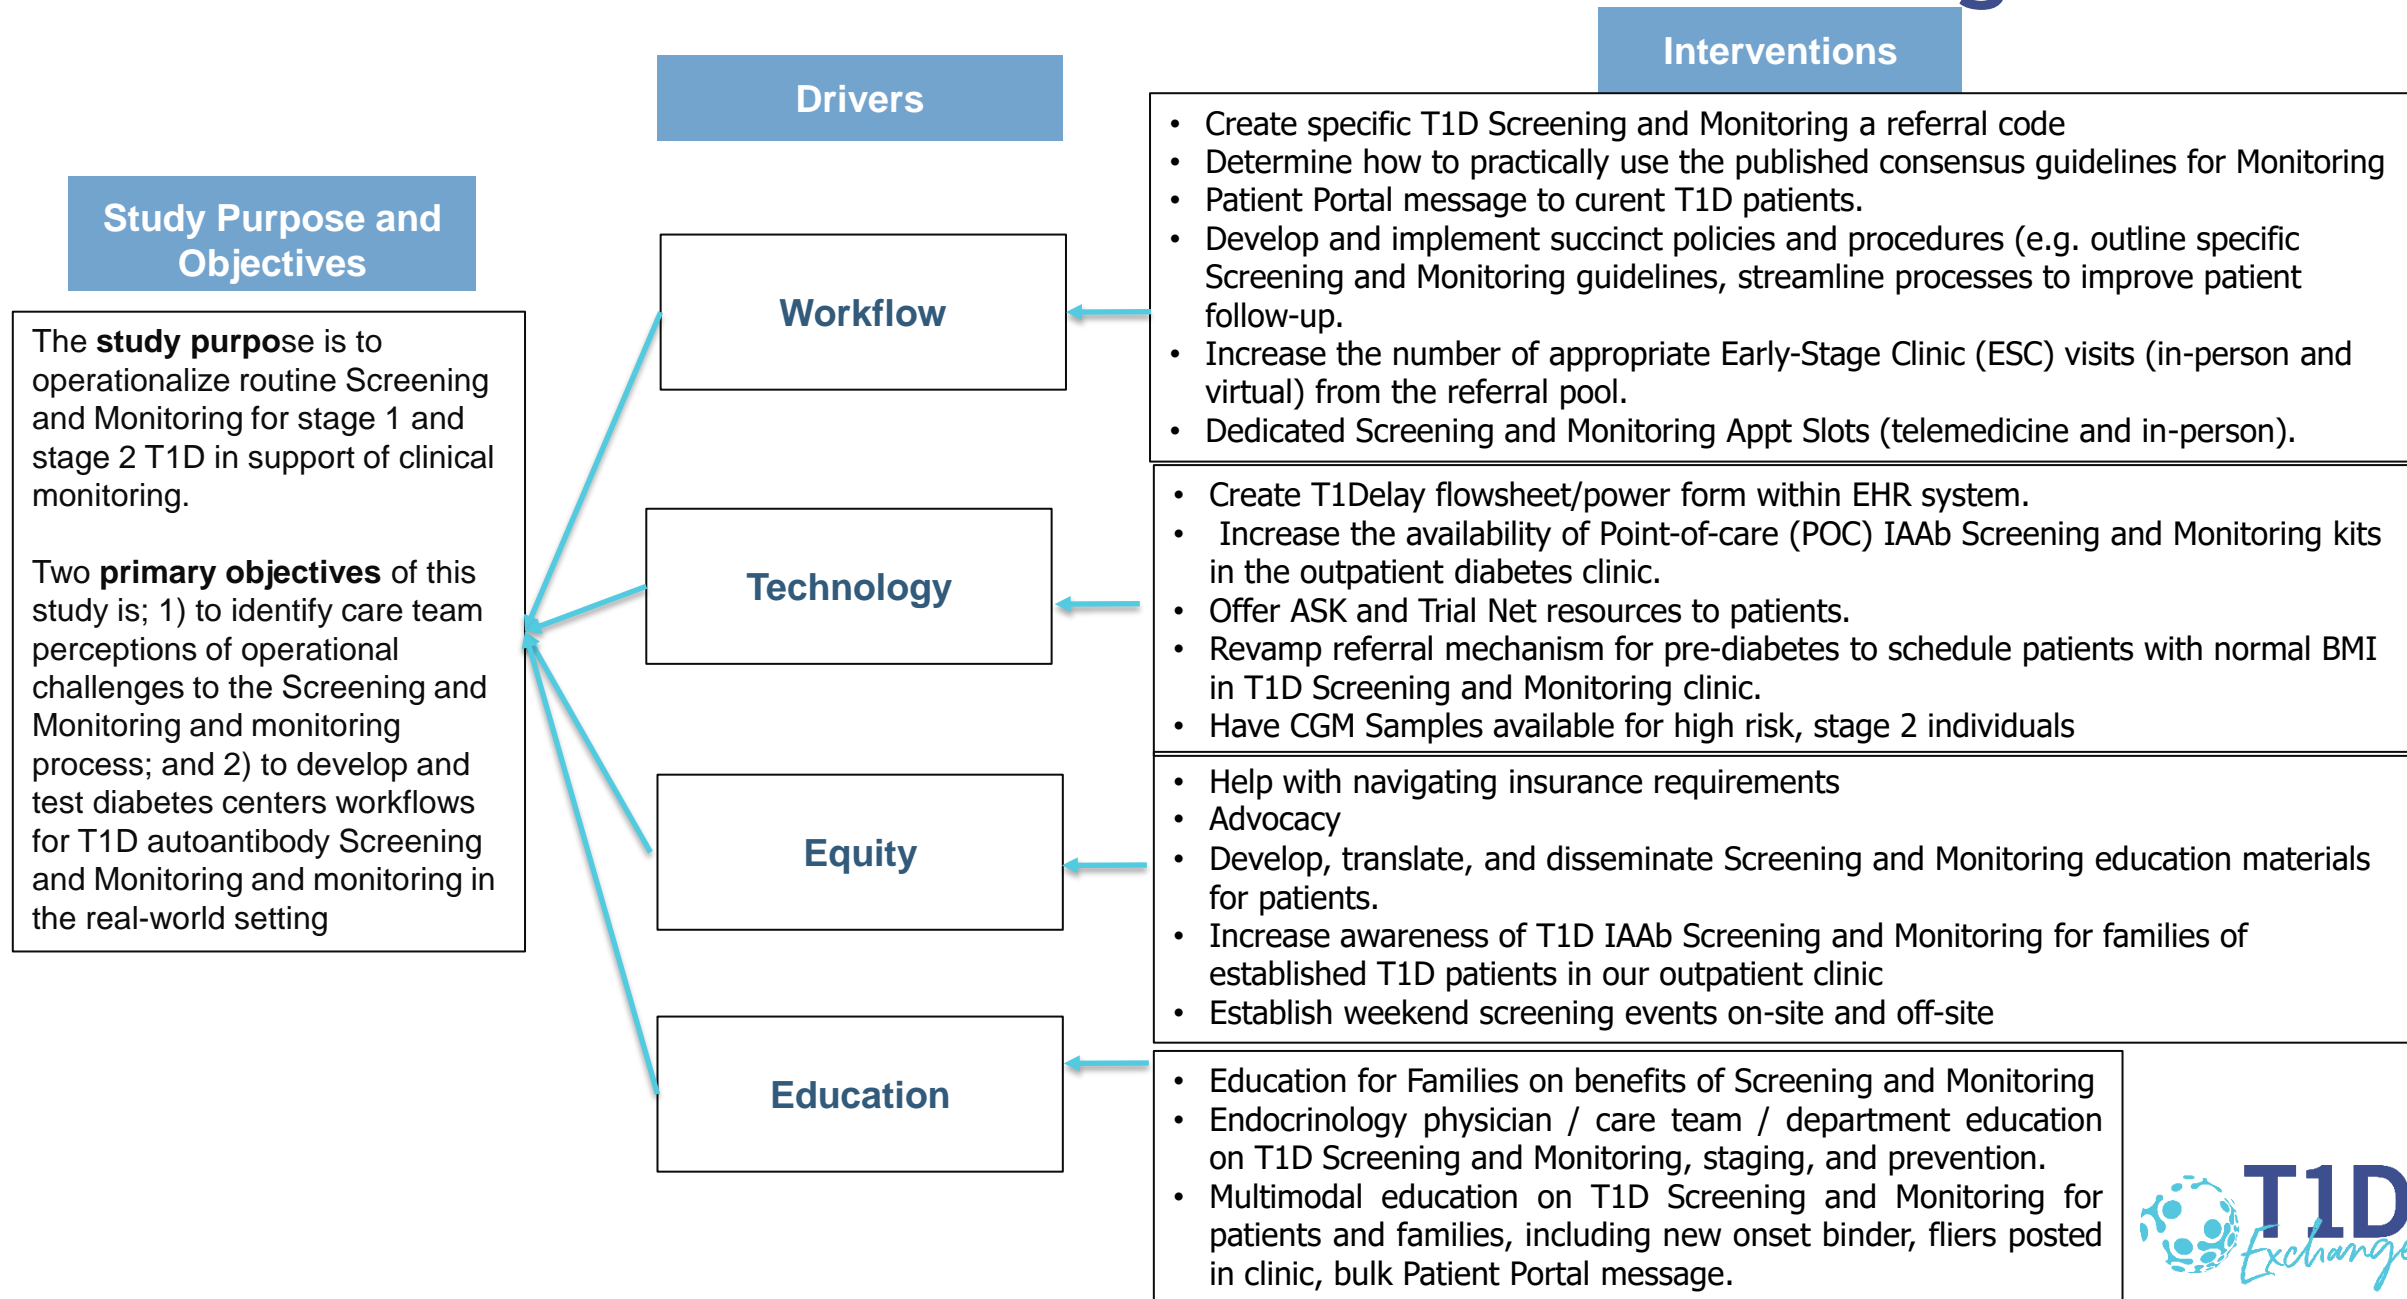 Interventions
Drivers
Study Purpose and
Objectives
The study purpose is to
operationalize routine Screening
and Monitoring for stage 1 and
stage 2 T1D in support of clinical
monitoring.
Two primary objectives of this
study is; 1) to identify care team
perceptions of operational
challenges to the Screening and
Monitoring and monitoring
process; and 2) to develop and
test diabetes centers workflows
for T1D autoantibody Screening
and Monitoring and monitoring in
the real-world setting
Workflow
Technology
Equity
Education
• Create specific T1D Screening and Monitoring a referral code
• Determine how to practically use the published consensus guidelines for Monitoring
• Patient Portal message to curent T1D patients.
• Develop and implement succinct policies and procedures (e.g. outline specific
Screening and Monitoring guidelines, streamline processes to improve patient
follow-up.
• Increase the number of appropriate Early-Stage Clinic (ESC) visits (in-person and
virtual) from the referral pool.
• Dedicated Screening and Monitoring Appt Slots (telemedicine and in-person).
• Create T1Delay flowsheet/power form within EHR system.
• Increase the availability of Point-of-care (POC) IAAb Screening and Monitoring kits
in the outpatient diabetes clinic.
• Offer ASK and Trial Net resources to patients.
• Revamp referral mechanism for pre-diabetes to schedule patients with normal BMI
in T1D Screening and Monitoring clinic.
• Have CGM Samples available for high risk, stage 2 individuals
• Help with navigating insurance requirements
• Advocacy
• Develop, translate, and disseminate Screening and Monitoring education materials
for patients.
• Increase awareness of T1D IAAb Screening and Monitoring for families of
established T1D patients in our outpatient clinic
• Establish weekend screening events on-site and off-site
• Education for Families on benefits of Screening and Monitoring
• Endocrinology physician / care team / department education
on T1D Screening and Monitoring, staging, and prevention.
• Multimodal education on T1D Screening and Monitoring for
patients and families, including new onset binder, fliers posted
in clinic, bulk Patient Portal message.
T1D
Exchange